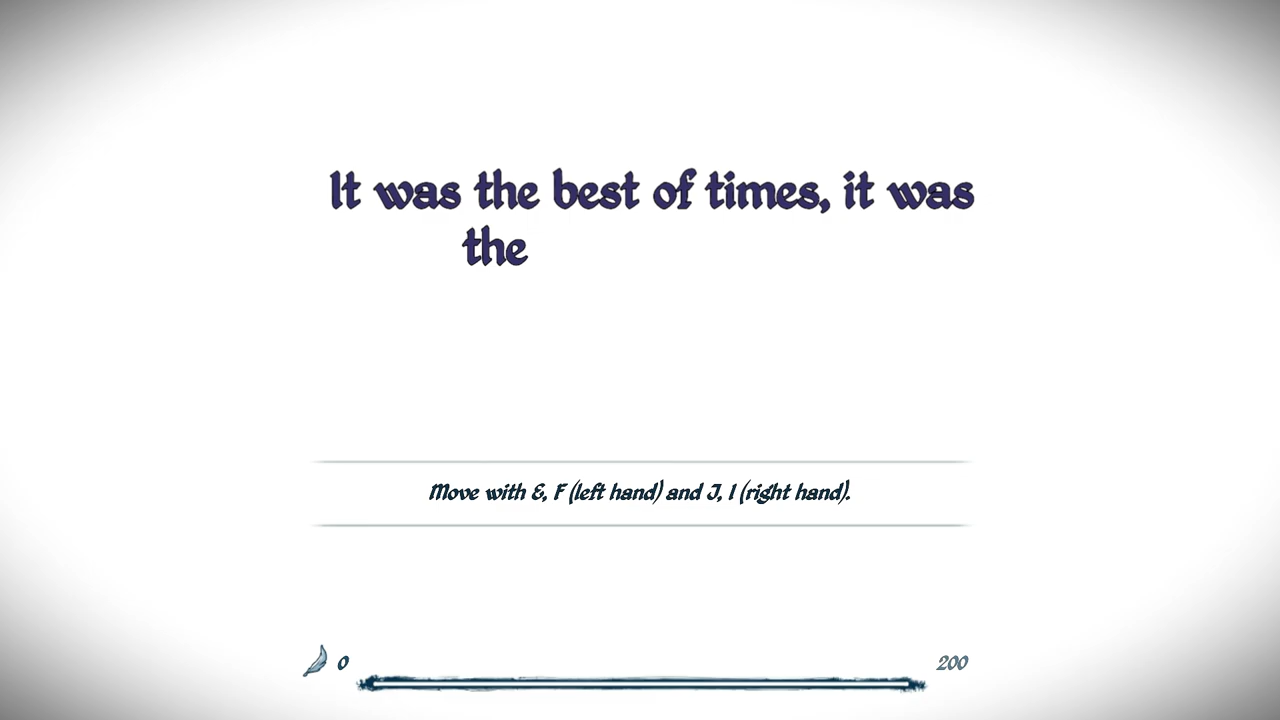 It was the best of times, it was
the
Move with E, F (left hand) and J, I (right hand).
0
200